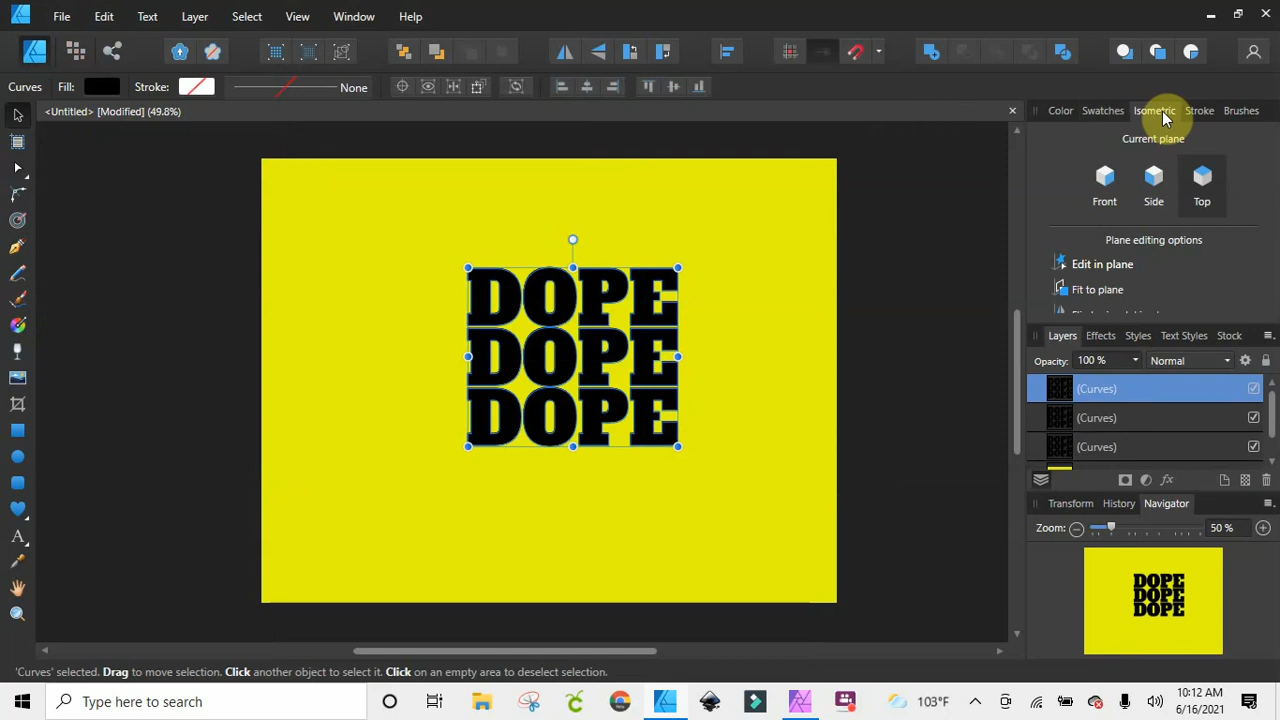 File Edit Text Layer Select View Window Help
Curves Fill: Stroke: None
<Untitled> [Modified] (49.8%)
Color Swatches Isometric Stroke Brushes
Current plane
Front Side Top
Plane editing options
Edit in plane
Fit to plane
DOPE
DOPE
DOPE
Layers Effects Styles Text Styles Stock
Opacity: 100 % Normal
(Curves)
(Curves)
(Curves)
Transform History Navigator
Zoom: 50 %
DOPE
DOPE
DOPE
'Curves' selected. Drag to move selection. Click another object to select it. Click on an empty area to deselect selection.
Type here to search
103°F
10:12 AM
6/16/2021